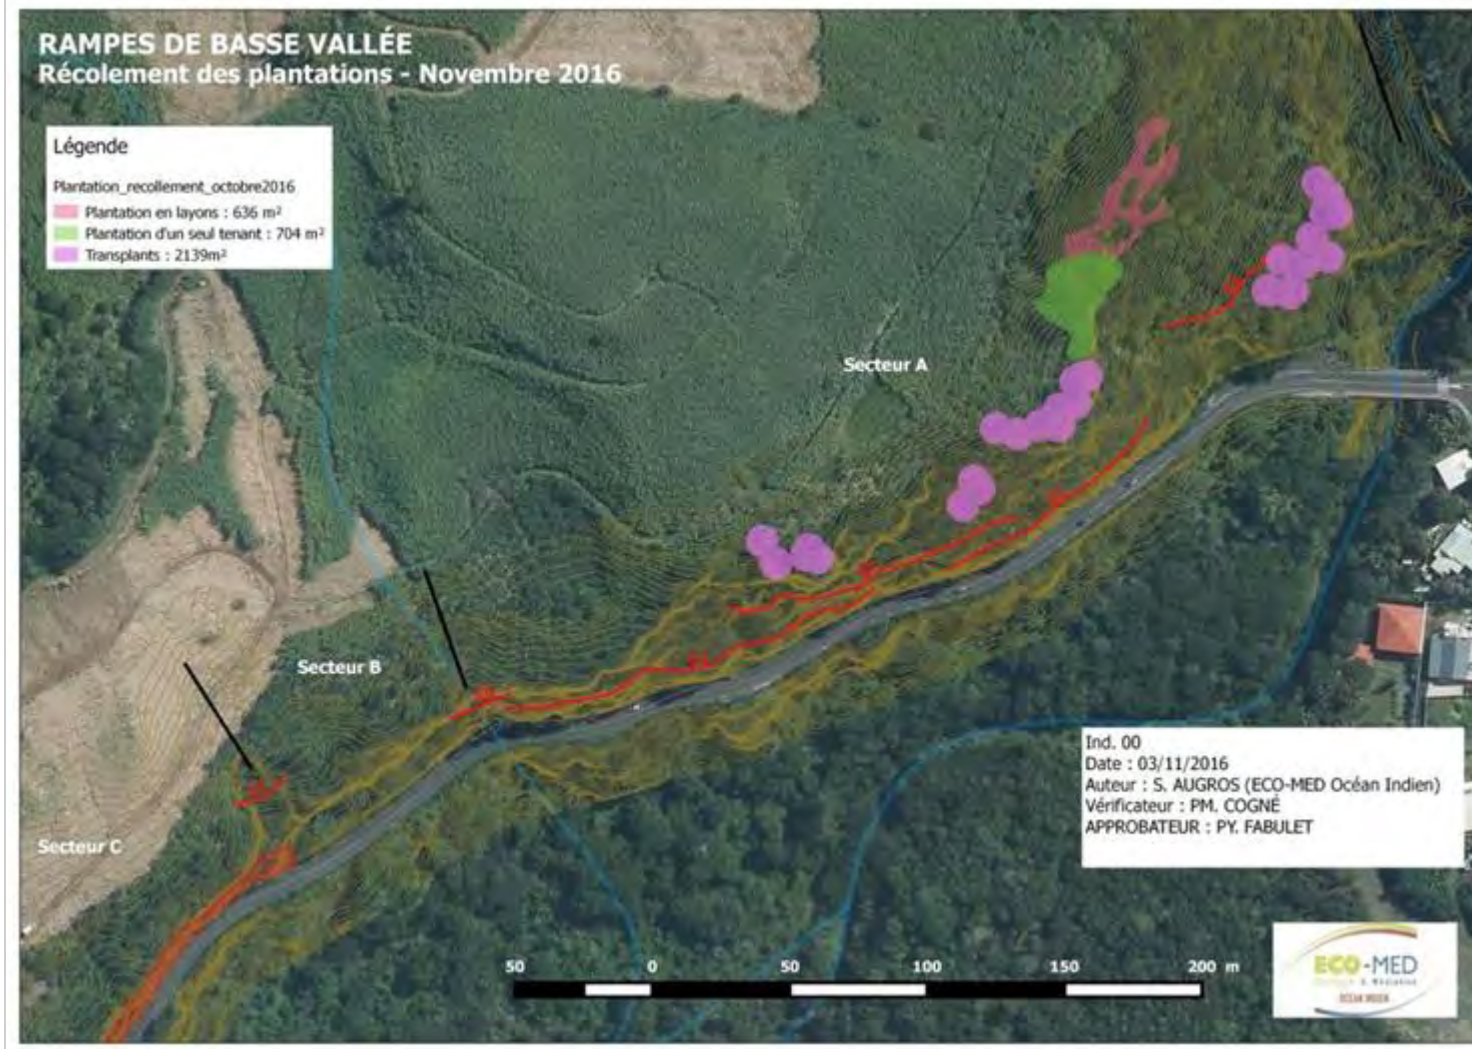 RAMPES DE BASSE VALLÉE
Récolement des plantations - Novembre 2016
Légende
Plantation_recollement_octobre2016
Plantation en layons : 636 m²
Plantation d'un seul tenant : 704 m²
Transplants : 2139m²
Secteur A
Secteur B
Secteur C
Ind. 00
Date : 03/11/2016
Auteur : S. AUGROS (ECO-MED Océan Indien)
Vérificateur : PM. COGNÉ
APPROBATEUR : PY. FABULET
50 0 50 100 150 200 m
ECO-MED
OCÉAN INDIEN